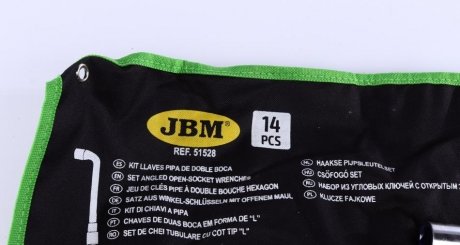 JBM®
14 PCS
REF. 51528
ES KIT LLAVES PIPA DE DOBLE BOCA
EN SET ANGLED OPEN-SOCKET WRENCHES
FR JEU DE CLÉS PIPE À DOUBLE BOUCHE HEXAGON
DE SATZ AUS WINKEL-SCHLÜSSELN MIT OFFENEM MAUL
IT KIT DI CHIAVI A PIPA
PT CHAVES DE DUAS BOCA EM FORMA DE "L"
RO SET DE CHEI TUBULARE CU COT TIP "L"
NL HAAKSE PIJPSLEUTELSET
HU CSŐFOGÓ SET
RU НАБОР ИЗ УГЛОВЫХ КЛЮЧЕЙ С ОТКРЫТЫМ
PL KLUCZE FAJKOWE